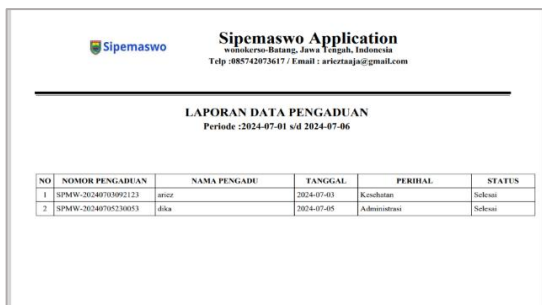 Sipemaswo
Sipemaswo Application
wonokerso-Batang, Jawa Tengah, Indonesia
Telp :085742073617 / Email : arieztaaja@gmail.com
LAPORAN DATA PENGADUAN
Periode :2024-07-01 s/d 2024-07-06
NO NOMOR PENGADUAN NAMA PENGADU TANGGAL PERIHAL STATUS
1 SPMW-20240703092123 ariez 2024-07-03 Kesehatan Selesai
2 SPMW-20240705230053 dika 2024-07-05 Administrasi Selesai